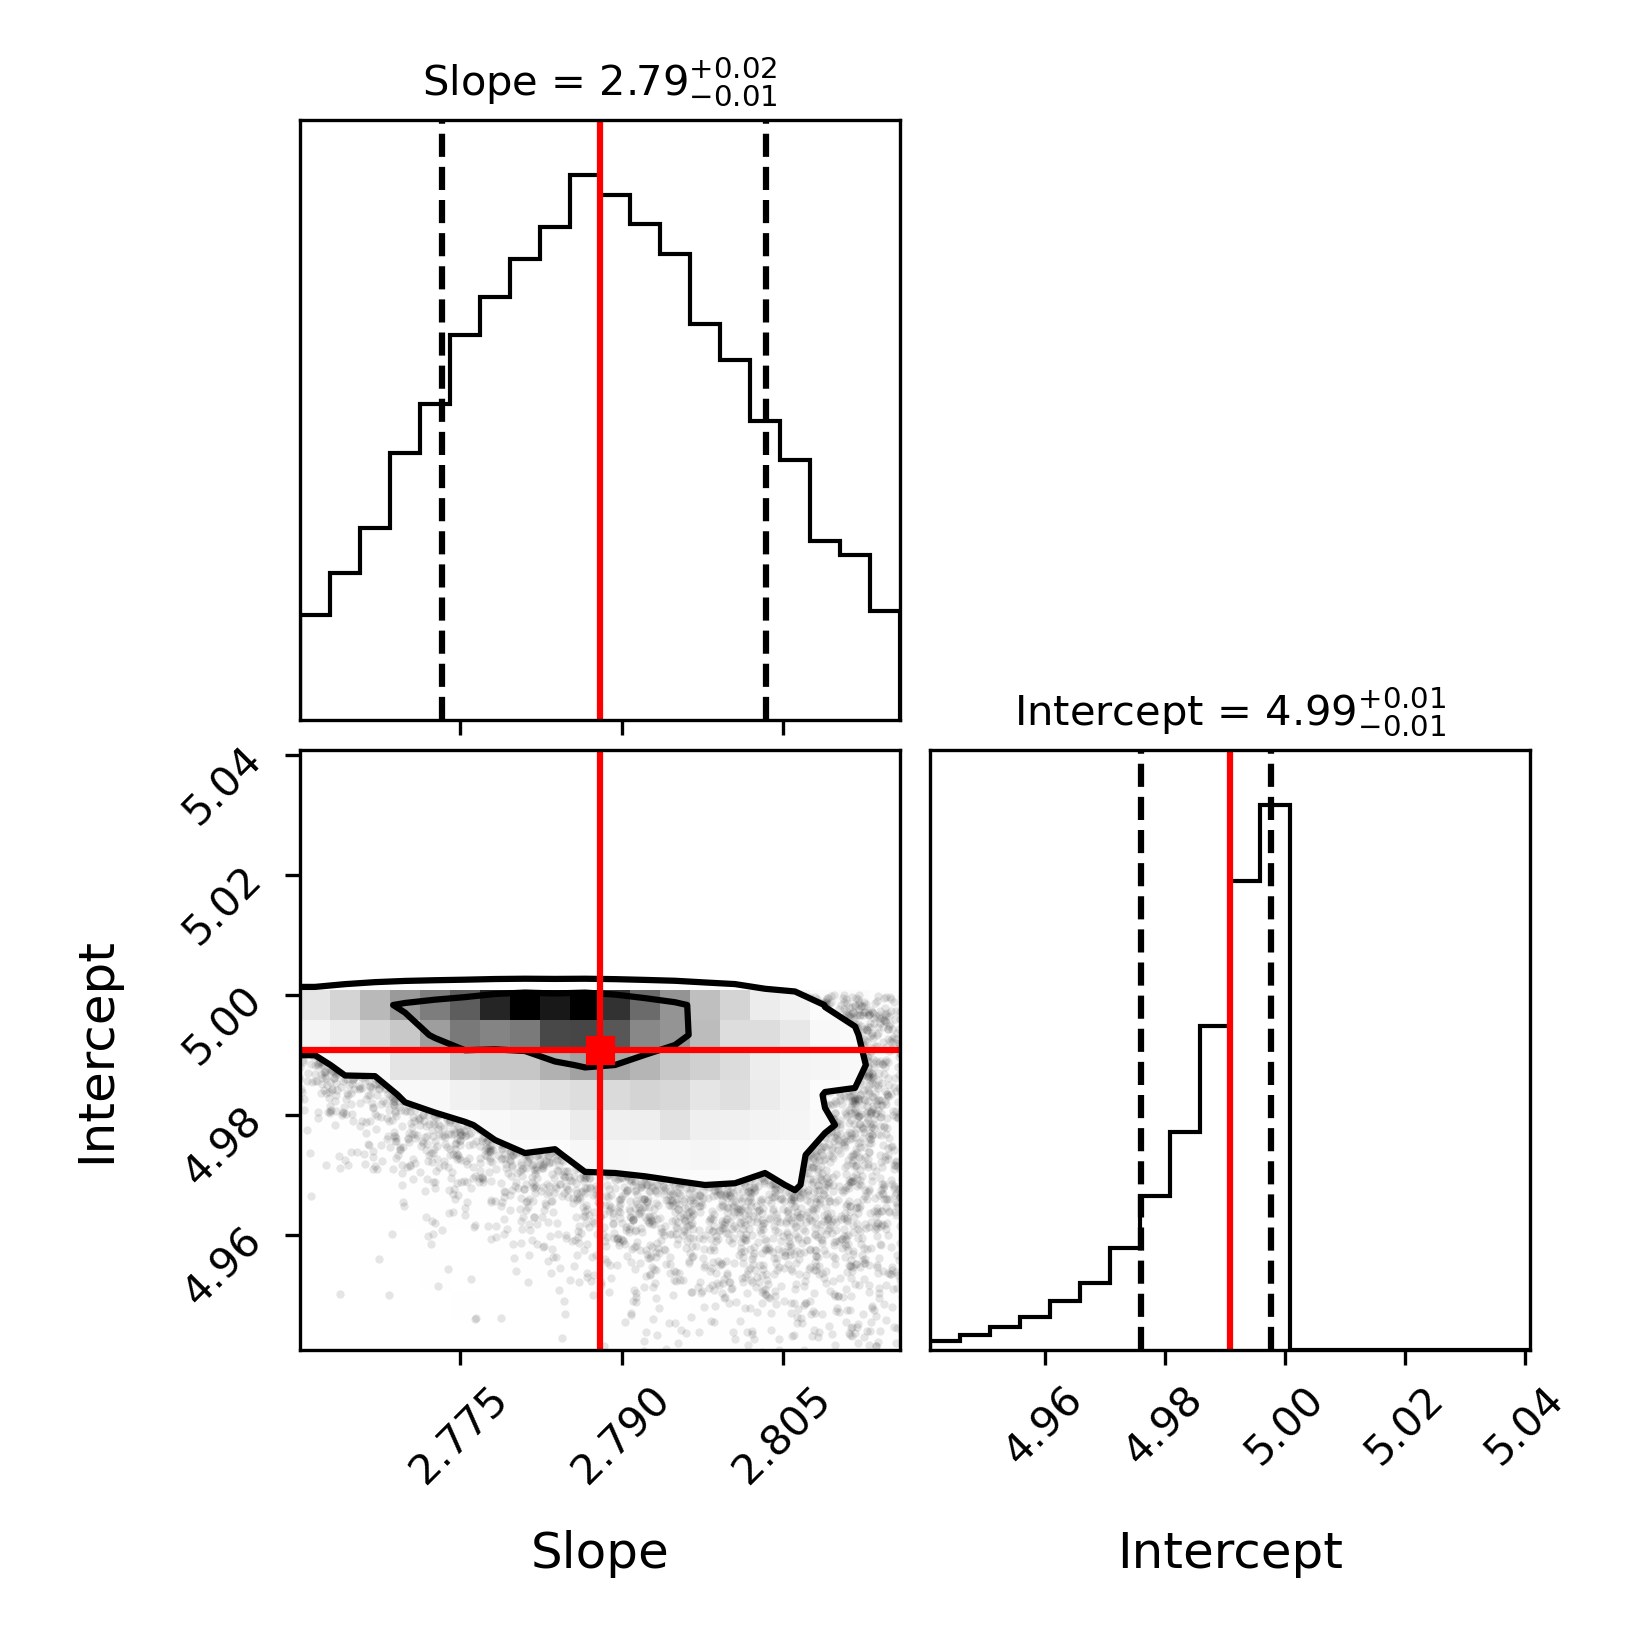 Slope = 2.79+0.02−0.01
Intercept = 4.99+0.01−0.01
5.04
5.02
5.00
4.98
4.96
Intercept
2.775
2.790
2.805
4.96
4.98
5.00
5.02
5.04
Slope
Intercept